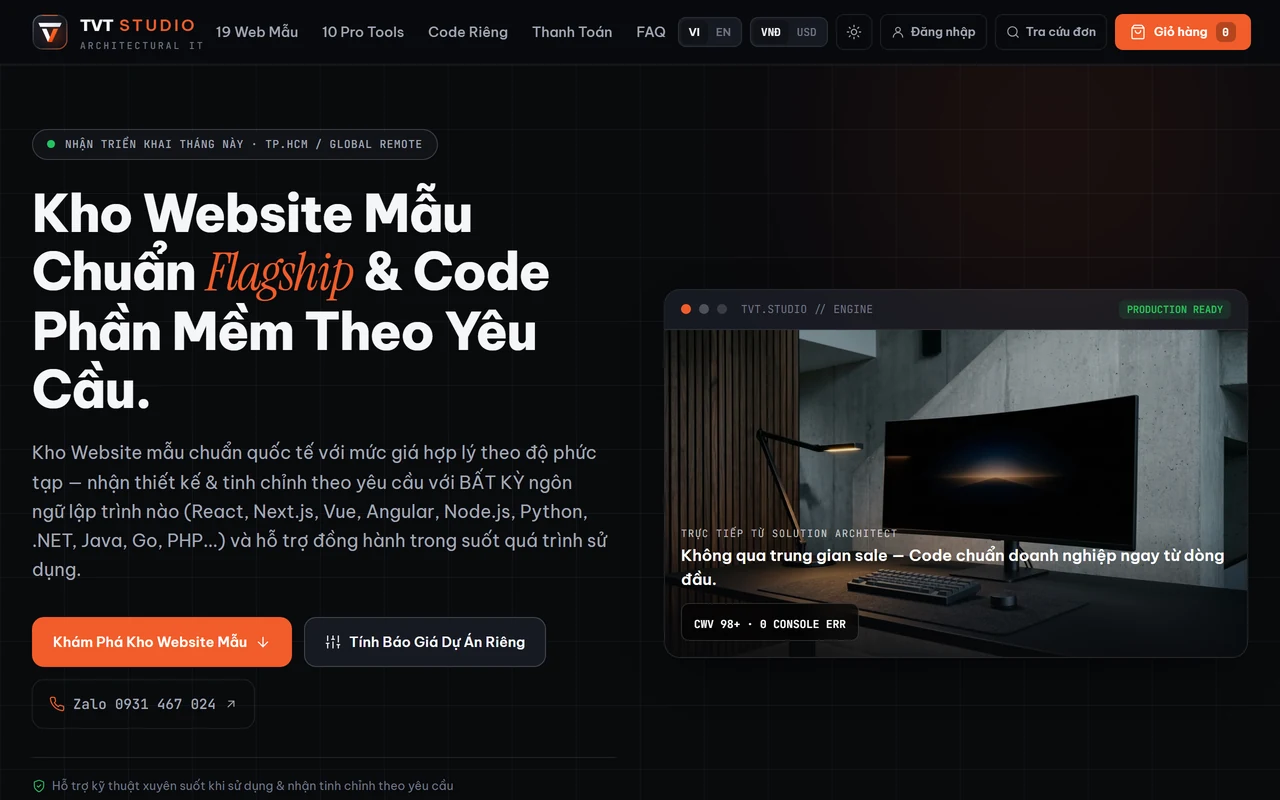 TVT STUDIO
ARCHITECTURAL IT
19 Web Mẫu
10 Pro Tools
Code Riêng
Thanh Toán
FAQ
VI EN
VNĐ USD
Đăng nhập
Tra cứu đơn
Giỏ hàng 0
NHẬN TRIỂN KHAI THÁNG NÀY · TP.HCM / GLOBAL REMOTE
Kho Website Mẫu
Chuẩn Flagship & Code
Phần Mềm Theo Yêu
Cầu.
Kho Website mẫu chuẩn quốc tế với mức giá hợp lý theo độ phức
tạp — nhận thiết kế & tinh chỉnh theo yêu cầu với BẤT KỲ ngôn
ngữ lập trình nào (React, Next.js, Vue, Angular, Node.js, Python,
.NET, Java, Go, PHP...) và hỗ trợ đồng hành trong suốt quá trình sử
dụng.
Khám Phá Kho Website Mẫu ↓
Tính Báo Giá Dự Án Riêng
Zalo 0931 467 024 ↗
Hỗ trợ kỹ thuật xuyên suốt khi sử dụng & nhận tinh chỉnh theo yêu cầu
TVT.STUDIO // ENGINE
PRODUCTION READY
TRỰC TIẾP TỪ SOLUTION ARCHITECT
Không qua trung gian sale — Code chuẩn doanh nghiệp ngay từ dòng
đầu.
CWV 98+ · 0 CONSOLE ERR